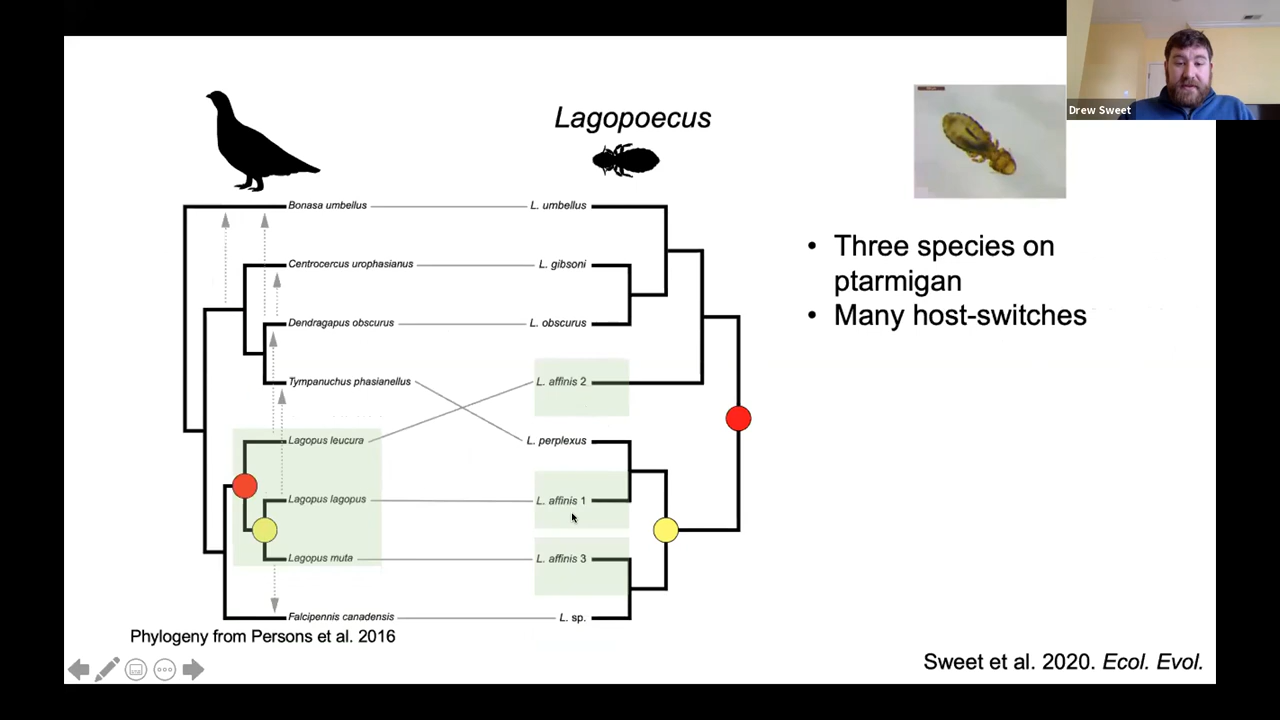 Drew Sweet
Lagopoecus
Bonasa umbellus
L. umbellus
Centrocercus urophasianus
L. gibsoni
Dendragapus obscurus
L. obscurus
Tympanuchus phasianellus
L. affinis 2
Lagopus leucura
L. perplexus
Lagopus lagopus
L. affinis 1
Lagopus muta
L. affinis 3
Falcipennis canadensis
L. sp.
• Three species on
ptarmigan
• Many host-switches
Phylogeny from Persons et al. 2016
Sweet et al. 2020. Ecol. Evol.